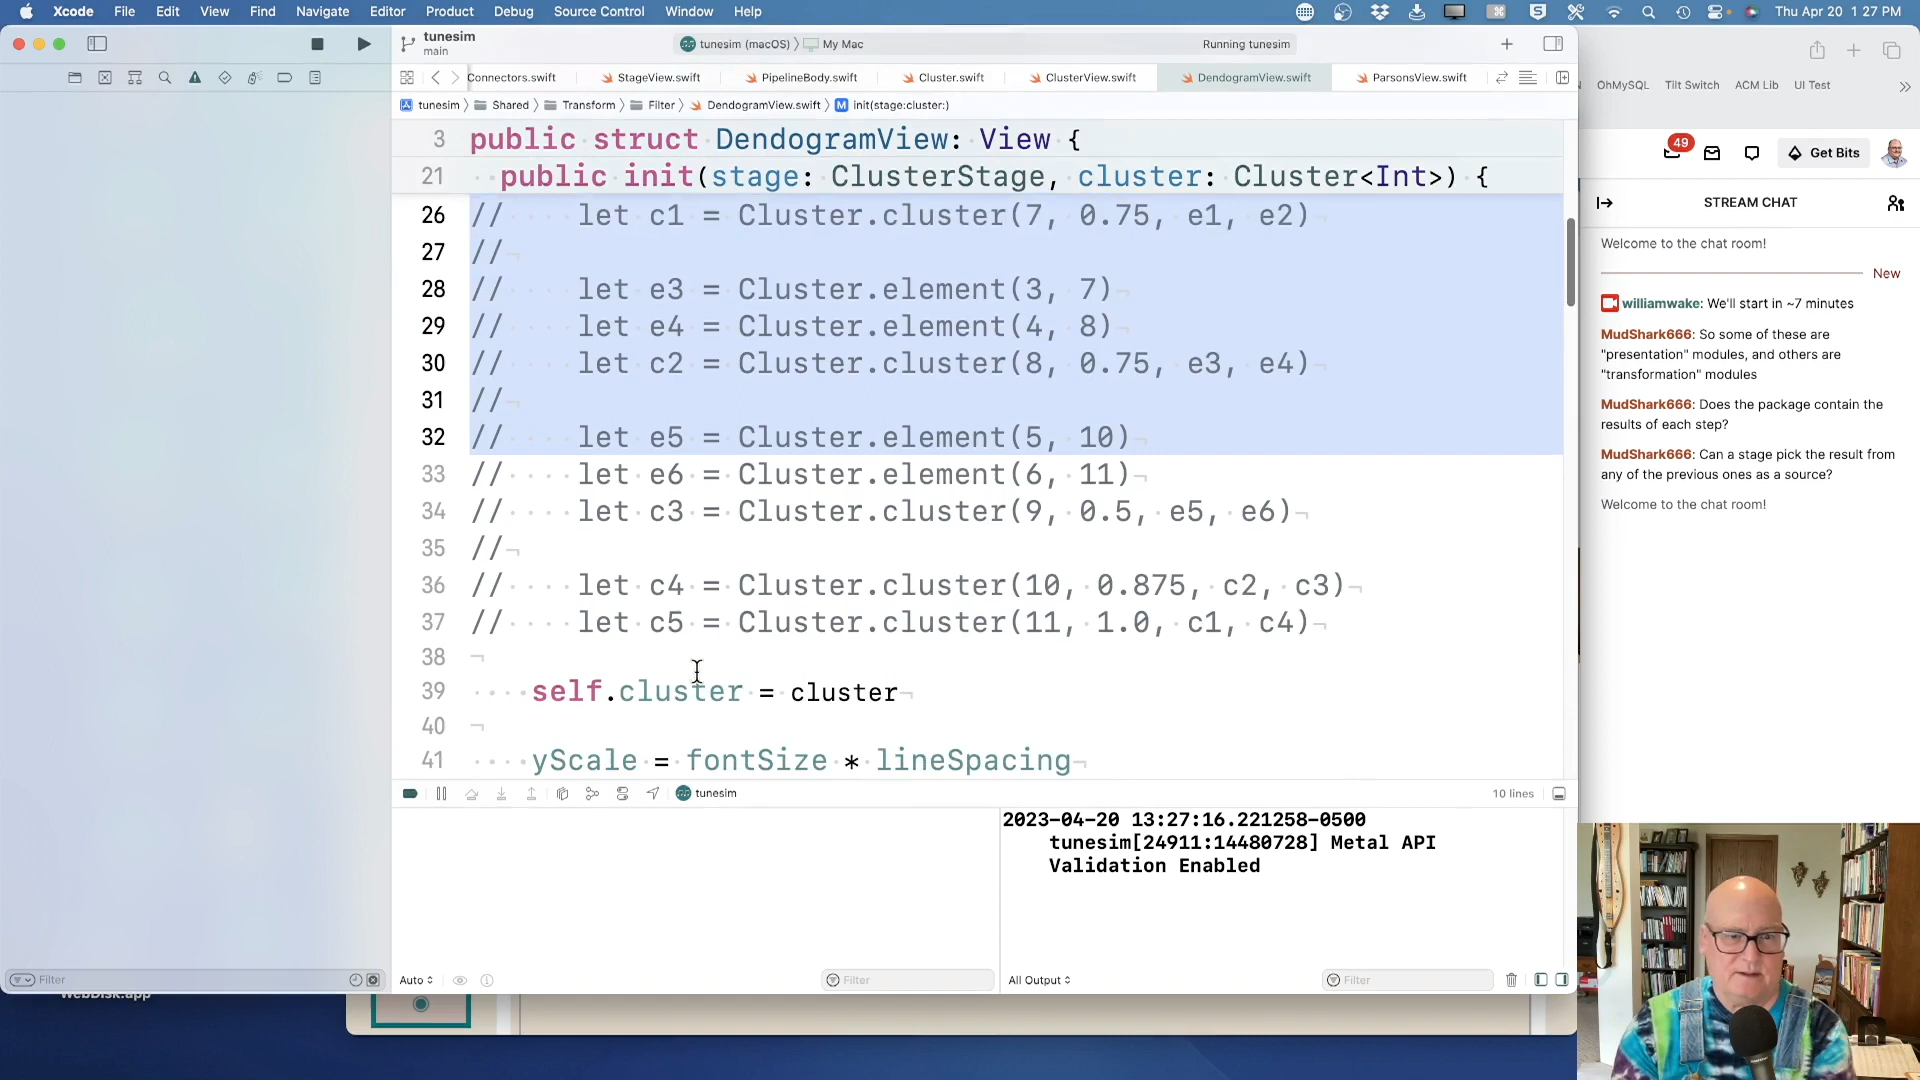 Xcode File Edit View Find Navigate Editor Product Debug Source Control Window Help Thu Apr 20 1:27 PM
tunesim
main
tunesim (macOS) My Mac
Running tunesim
Connectors.swift StageView.swift PipelineBody.swift Cluster.swift ClusterView.swift DendogramView.swift ParsonsView.swift
OhMySQL Tilt Switch ACM Lib UI Test
tunesim Shared Transform Filter DendogramView.swift M init(stage:cluster:)
3 public struct DendogramView: View {
21 public init(stage: ClusterStage, cluster: Cluster<Int>) {
26 // let c1 = Cluster.cluster(7, 0.75, e1, e2)
27 //
28 // let e3 = Cluster.element(3, 7)
29 // let e4 = Cluster.element(4, 8)
30 // let c2 = Cluster.cluster(8, 0.75, e3, e4)
31 //
32 // let e5 = Cluster.element(5, 10)
33 // let e6 = Cluster.element(6, 11)
34 // let c3 = Cluster.cluster(9, 0.5, e5, e6)
35 //
36 // let c4 = Cluster.cluster(10, 0.875, c2, c3)
37 // let c5 = Cluster.cluster(11, 1.0, c1, c4)
38
39 self.cluster = cluster
40
41 yScale = fontSize * lineSpacing
tunesim
10 lines
2023-04-20 13:27:16.221258-0500
tunesim[24911:14480728] Metal API
Validation Enabled
Filter
Auto
Filter
All Output
Filter
WebDisk.app
49
Get Bits
STREAM CHAT
Welcome to the chat room!
New
williamwake: We'll start in ~7 minutes
MudShark666: So some of these are
"presentation" modules, and others are
"transformation" modules
MudShark666: Does the package contain the
results of each step?
MudShark666: Can a stage pick the result from
any of the previous ones as a source?
Welcome to the chat room!